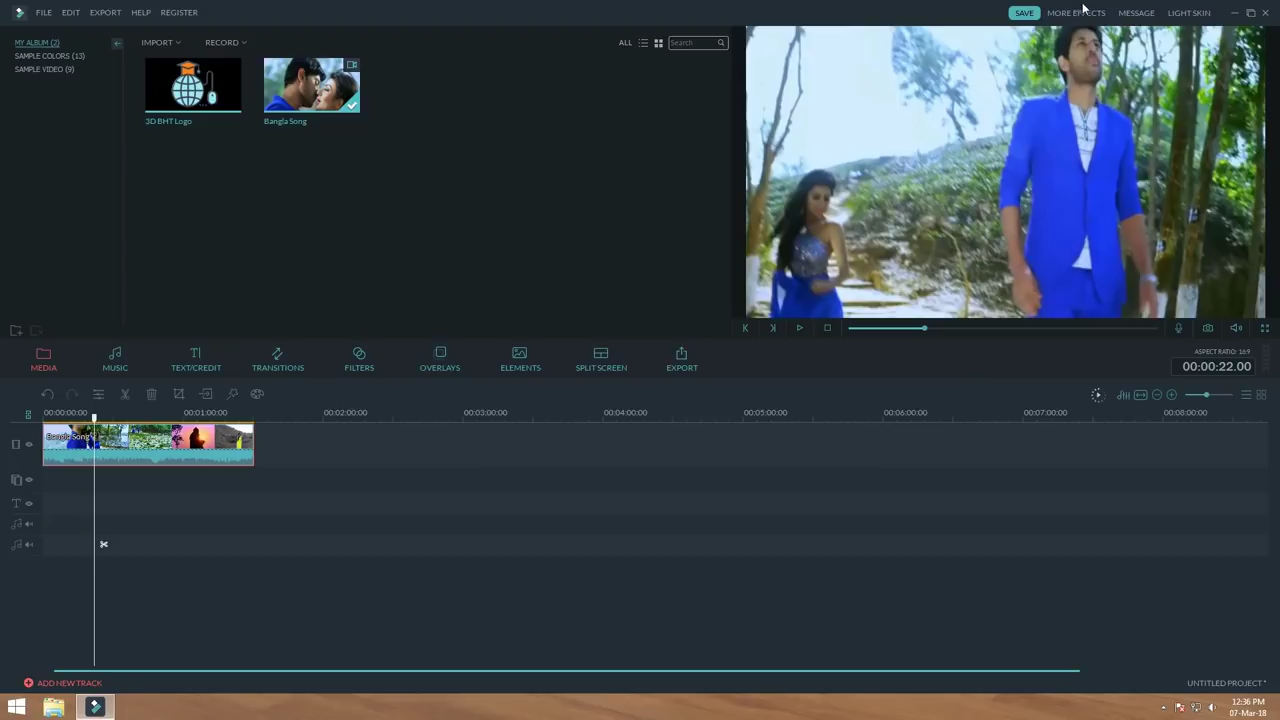 FILE EDIT EXPORT HELP REGISTER SAVE MORE EFFECTS MESSAGE LIGHT SKIN
MY ALBUM (2)
SAMPLE COLORS (13)
SAMPLE VIDEO (9)
IMPORT RECORD ALL Search
3D BHT Logo Bangla Song
MEDIA MUSIC TEXT/CREDIT TRANSITIONS FILTERS OVERLAYS ELEMENTS SPLIT SCREEN EXPORT
ASPECT RATIO: 16:9
00:00:22.00
00:00:00:00 00:01:00:00 00:02:00:00 00:03:00:00 00:04:00:00 00:05:00:00 00:06:00:00 00:07:00:00 00:08:00:00
Bangla Song
ADD NEW TRACK UNTITLED PROJECT *
12:36 PM
07-Mar-18